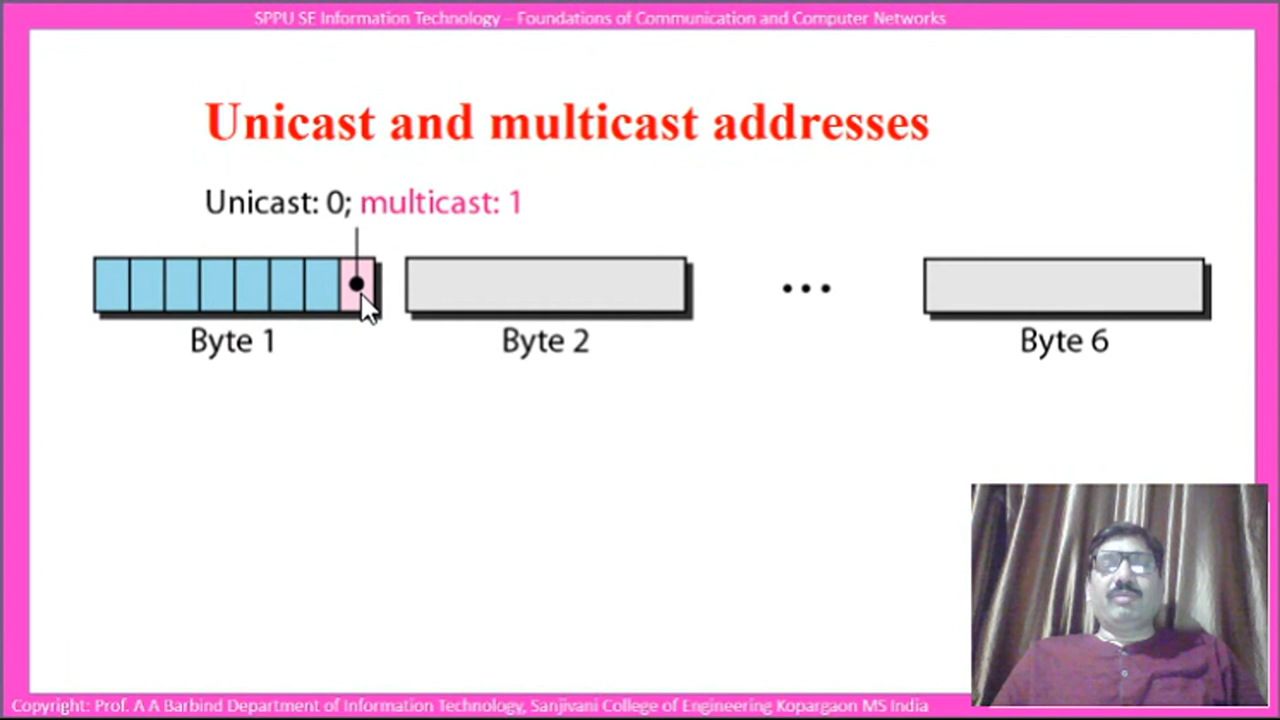 SPPU SE Information Technology – Foundations of Communication and Computer Networks
Unicast and multicast addresses
Unicast: 0; multicast: 1
Byte 1
Byte 2
Byte 6
Copyright: Prof. A A Barbind Department of Information Technology, Sanjivani College of Engineering Kopargaon MS India